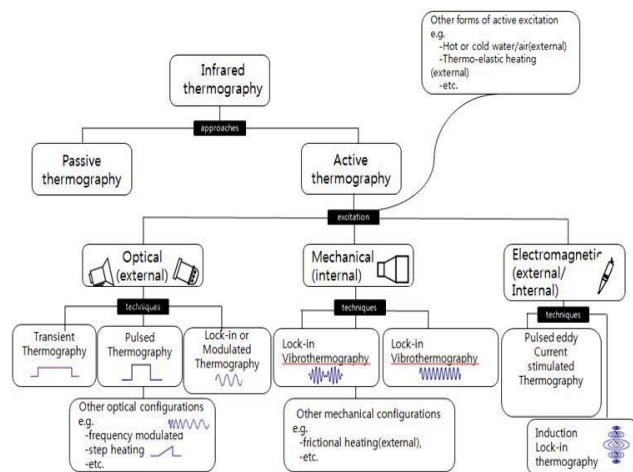 Other forms of active excitation
e.g.
-Hot or cold water/air(external)
-Thermo-elastic heating
(external)
-etc.
Infrared
thermography
approaches
Passive
thermography
Active
thermography
excitation
Optical
(external)
Mechanical
(internal)
Electromagnetic
(external/
Internal)
techniques
techniques
techniques
Transient
Thermography
Pulsed
Thermography
Lock-in or
Modulated
Thermography
Lock-in
Vibrothermography
Lock-in
Vibrothermography
Pulsed eddy
Current
stimulated
Thermography
Other optical configurations
e.g.
-frequency modulated
-step heating
-etc.
Other mechanical configurations
e.g.
-frictional heating(external),
-etc.
Induction
Lock-in
thermography